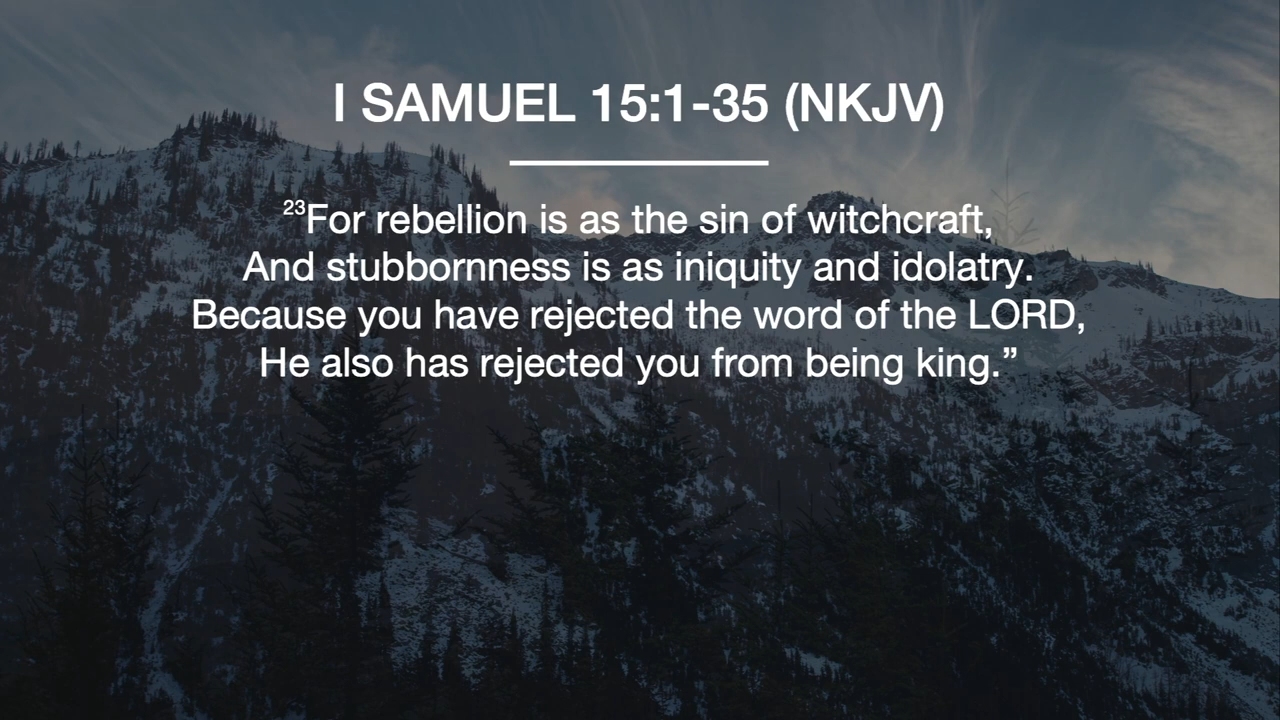 I SAMUEL 15:1-35 (NKJV)
²³For rebellion is as the sin of witchcraft,
And stubbornness is as iniquity and idolatry.
Because you have rejected the word of the LORD,
He also has rejected you from being king.”